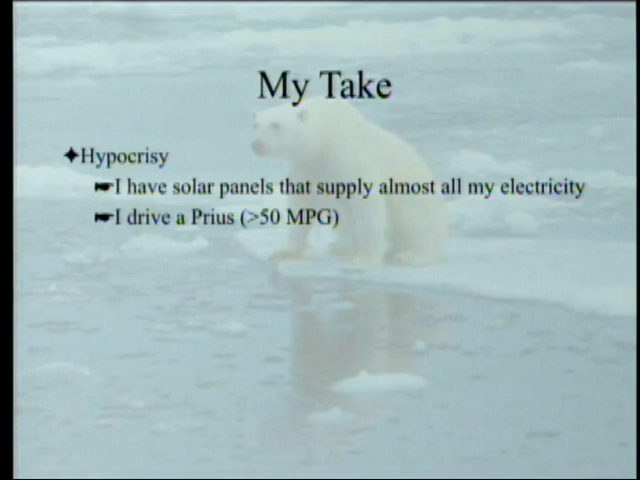 My Take
Hypocrisy
I have solar panels that supply almost all my electricity
I drive a Prius (>50 MPG)